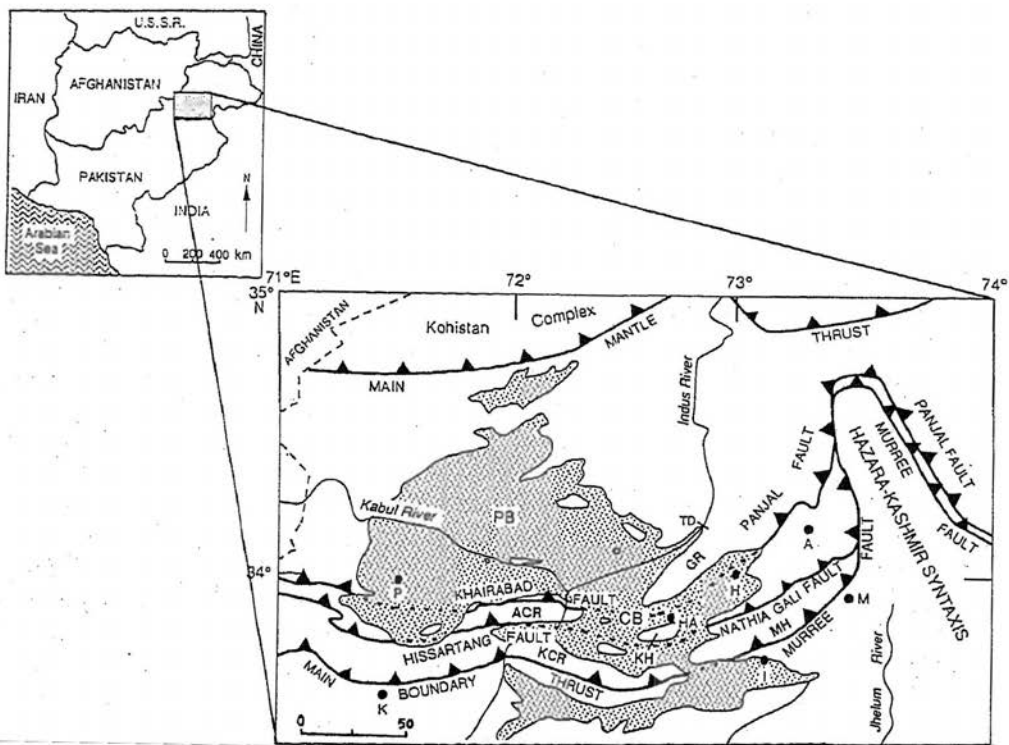 U.S.S.R.
CHINA
AFGHANISTAN
IRAN
PAKISTAN
N
INDIA
Arabian
Sea
0 200 400 km
71°E
72°
73°
74°
35°
N
AFGHANISTAN
Kohistan
Complex
MAIN
MANTLE
THRUST
Indus River
PANJAL FAULT
MURREE
FAULT
HAZARA-KASHMIR SYNTAXIS
PANJAL
FAULT
Kabul River
PB
TD
A
GR
FAULT
34°
P
KHAIRABAD
FAULT
H
NATHIA GALI FAULT
M
ACR
CB
HA
MH
MURREE
HISSARTANG
FAULT
KCR
KH
I
MAIN
BOUNDARY
THRUST
K
Jhelum River
0 50